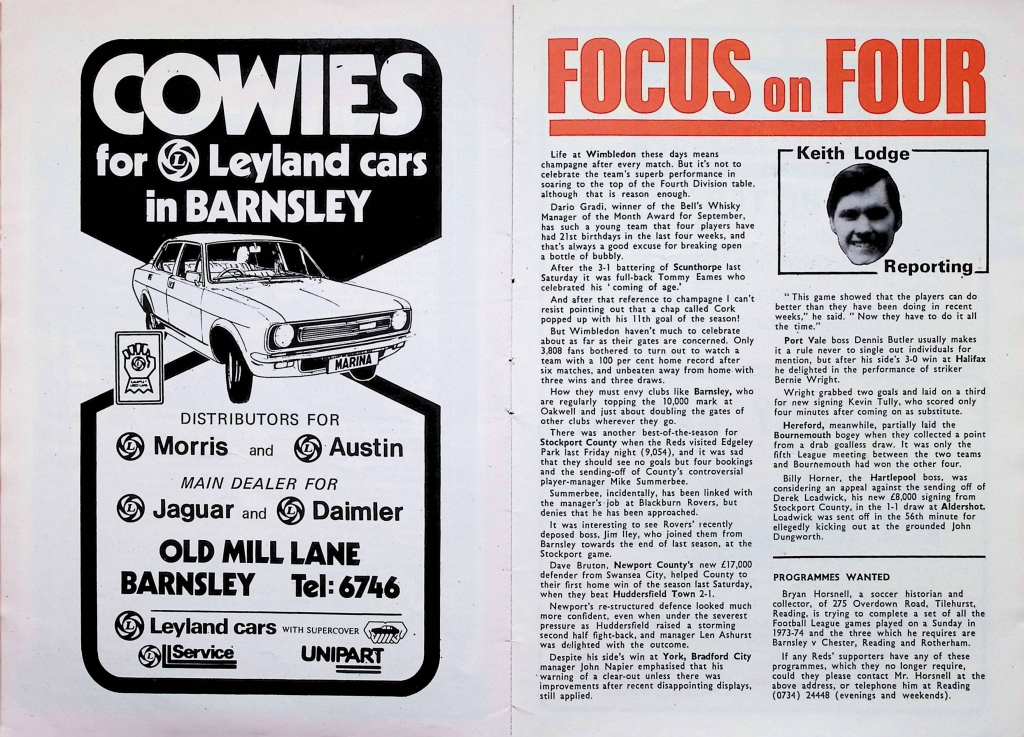 COWIES
for L Leyland cars
in BARNSLEY
MARINA
DISTRIBUTORS FOR
Morris and Austin
MAIN DEALER FOR
Jaguar and Daimler
OLD MILL LANE
BARNSLEY Tel: 6746
Leyland cars WITH SUPERCOVER
L Service UNIPART
FOCUS on FOUR
Life at Wimbledon these days means
champagne after every match. But it's not to
celebrate the team's superb performance in
soaring to the top of the Fourth Division table,
although that is reason enough.
Dario Gradi, winner of the Bell's Whisky
Manager of the Month Award for September,
has such a young team that four players have
had 21st birthdays in the last four weeks, and
that's always a good excuse for breaking open
a bottle of bubbly.
After the 3-1 battering of Scunthorpe last
Saturday it was full-back Tommy Eames who
celebrated his ' coming of age.'
And after that reference to champagne I can't
resist pointing out that a chap called Cork
popped up with his 11th goal of the season!
But Wimbledon haven't much to celebrate
about as far as their gates are concerned. Only
3,808 fans bothered to turn out to watch a
team with a 100 per cent home record after
six matches, and unbeaten away from home with
three wins and three draws.
How they must envy clubs like Barnsley, who
are regularly topping the 10,000 mark at
Oakwell and just about doubling the gates of
other clubs wherever they go.
There was another best-of-the-season for
Stockport County when the Reds visited Edgeley
Park last Friday night (9,054), and it was sad
that they should see no goals but four bookings
and the sending-off of County's controversial
player-manager Mike Summerbee.
Summerbee, incidentally, has been linked with
the manager's job at Blackburn Rovers, but
denies that he has been approached.
It was interesting to see Rovers' recently
deposed boss, Jim Iley, who joined them from
Barnsley towards the end of last season, at the
Stockport game.
Dave Bruton, Newport County's new £17,000
defender from Swansea City, helped County to
their first home win of the season last Saturday,
when they beat Huddersfield Town 2-1.
Newport's re-structured defence looked much
more confident, even when under the severest
pressure as Huddersfield raised a storming
second half fight-back, and manager Len Ashurst
was delighted with the outcome.
Despite his side's win at York, Bradford City
manager John Napier emphasised that his
warning of a clear-out unless there was
improvements after recent disappointing displays,
still applied.
Keith Lodge
Reporting
" This game showed that the players can do
better than they have been doing in recent
weeks," he said. " Now they have to do it all
the time."
Port Vale boss Dennis Butler usually makes
it a rule never to single out individuals for
mention, but after his side's 3-0 win at Halifax
he delighted in the performance of striker
Bernie Wright.
Wright grabbed two goals and laid on a third
for new signing Kevin Tully, who scored only
four minutes after coming on as substitute.
Hereford, meanwhile, partially laid the
Bournemouth bogey when they collected a point
from a drab goalless draw. It was only the
fifth League meeting between the two teams
and Bournemouth had won the other four.
Billy Horner, the Hartlepool boss, was
considering an appeal against the sending off of
Derek Loadwick, his new £8,000 signing from
Stockport County, in the 1-1 draw at Aldershot.
Loadwick was sent off in the 56th minute for
ellegedly kicking out at the grounded John
Dungworth.
PROGRAMMES WANTED
Bryan Horsnell, a soccer historian and
collector, of 275 Overdown Road, Tilehurst,
Reading, is trying to complete a set of all the
Football League games played on a Sunday in
1973-74 and the three which he requires are
Barnsley v Chester, Reading and Rotherham.
If any Reds' supporters have any of these
programmes, which they no longer require,
could they please contact Mr. Horsnell at the
above address, or telephone him at Reading
(0734) 24448 (evenings and weekends).